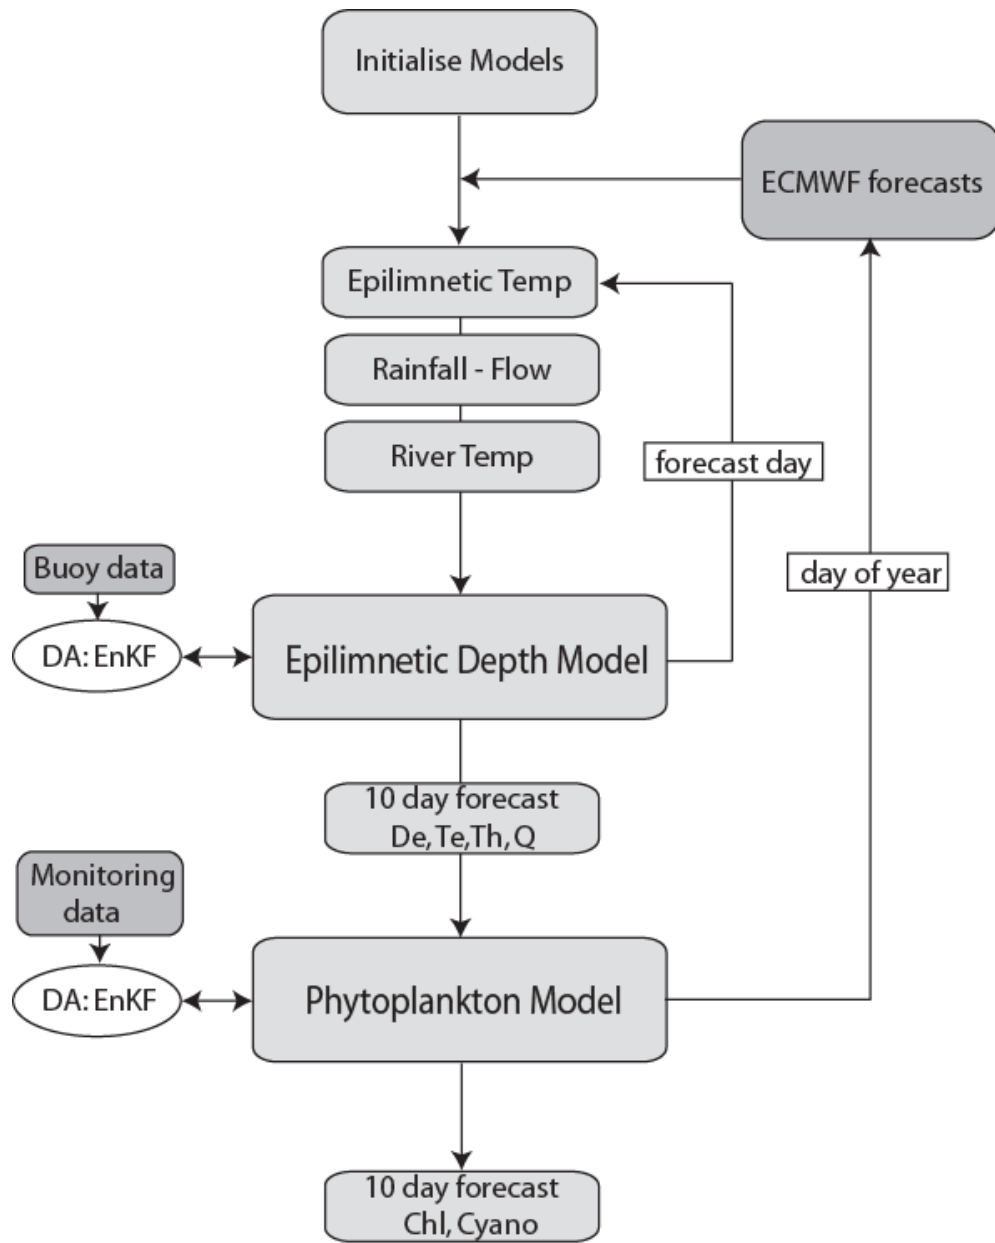 Initialise Models
ECMWF forecasts
Epilimnetic Temp
Rainfall - Flow
River Temp
forecast day
Buoy data
day of year
DA: EnKF
Epilimnetic Depth Model
10 day forecast
De, Te,Th, Q
Monitoring
data
DA: EnKF
Phytoplankton Model
10 day forecast
Chl, Cyano